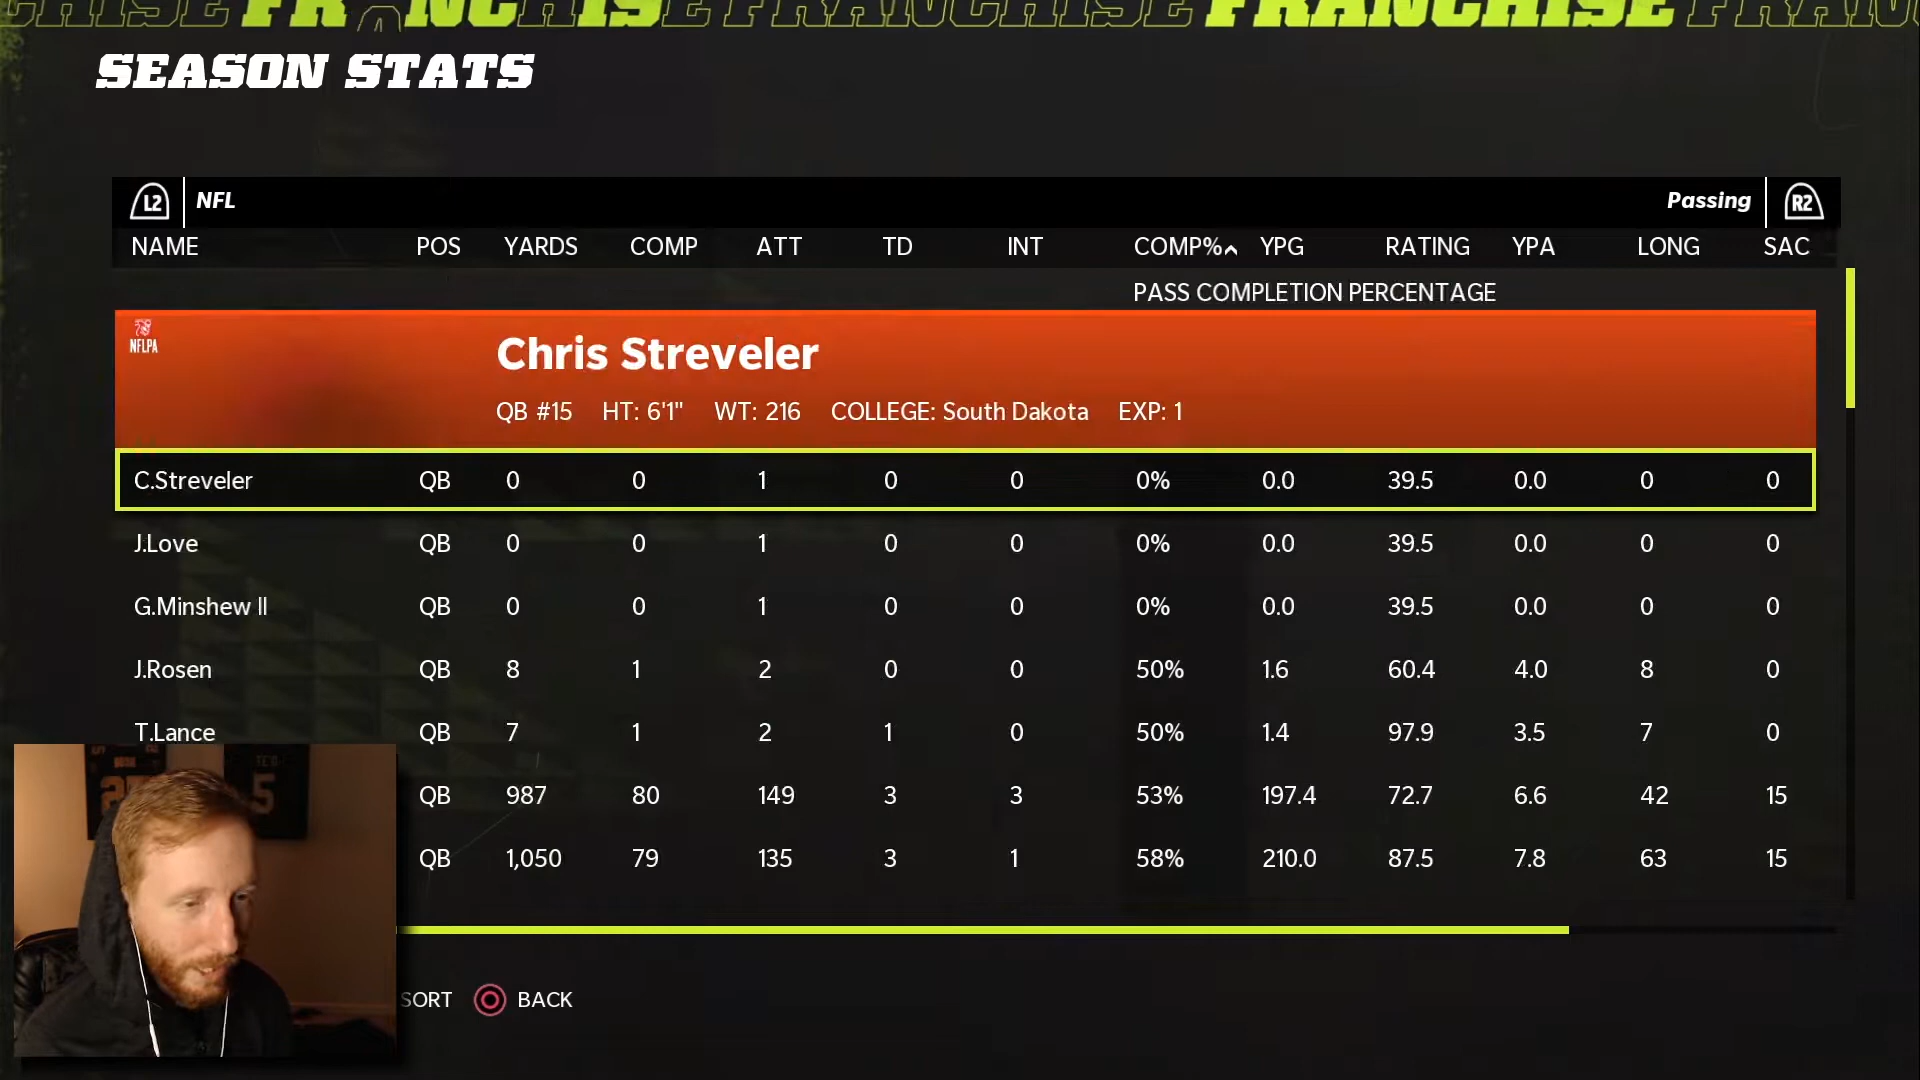 FRANCHISE FRANCHISE FRANCHISE
SEASON STATS
L2 NFL Passing R2
NAME POS YARDS COMP ATT TD INT COMP% YPG RATING YPA LONG SAC
PASS COMPLETION PERCENTAGE
NFLPA
Chris Streveler
QB #15 HT: 6'1" WT: 216 COLLEGE: South Dakota EXP: 1
C.Streveler QB 0 0 1 0 0 0% 0.0 39.5 0.0 0 0
J.Love QB 0 0 1 0 0 0% 0.0 39.5 0.0 0 0
G.Minshew II QB 0 0 1 0 0 0% 0.0 39.5 0.0 0 0
J.Rosen QB 8 1 2 0 0 50% 1.6 60.4 4.0 8 0
T.Lance QB 7 1 2 1 0 50% 1.4 97.9 3.5 7 0
QB 987 80 149 3 3 53% 197.4 72.7 6.6 42 15
QB 1,050 79 135 3 1 58% 210.0 87.5 7.8 63 15
5
SORT BACK